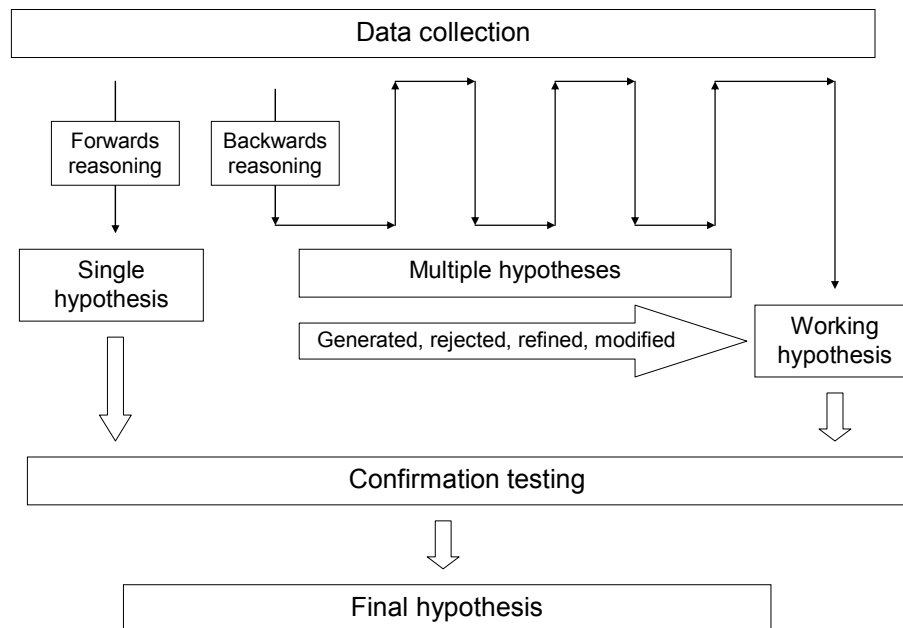 Data collection
Forwards
reasoning
Backwards
reasoning
Single
hypothesis
Multiple hypotheses
Generated, rejected, refined, modified
Working
hypothesis
Confirmation testing
Final hypothesis